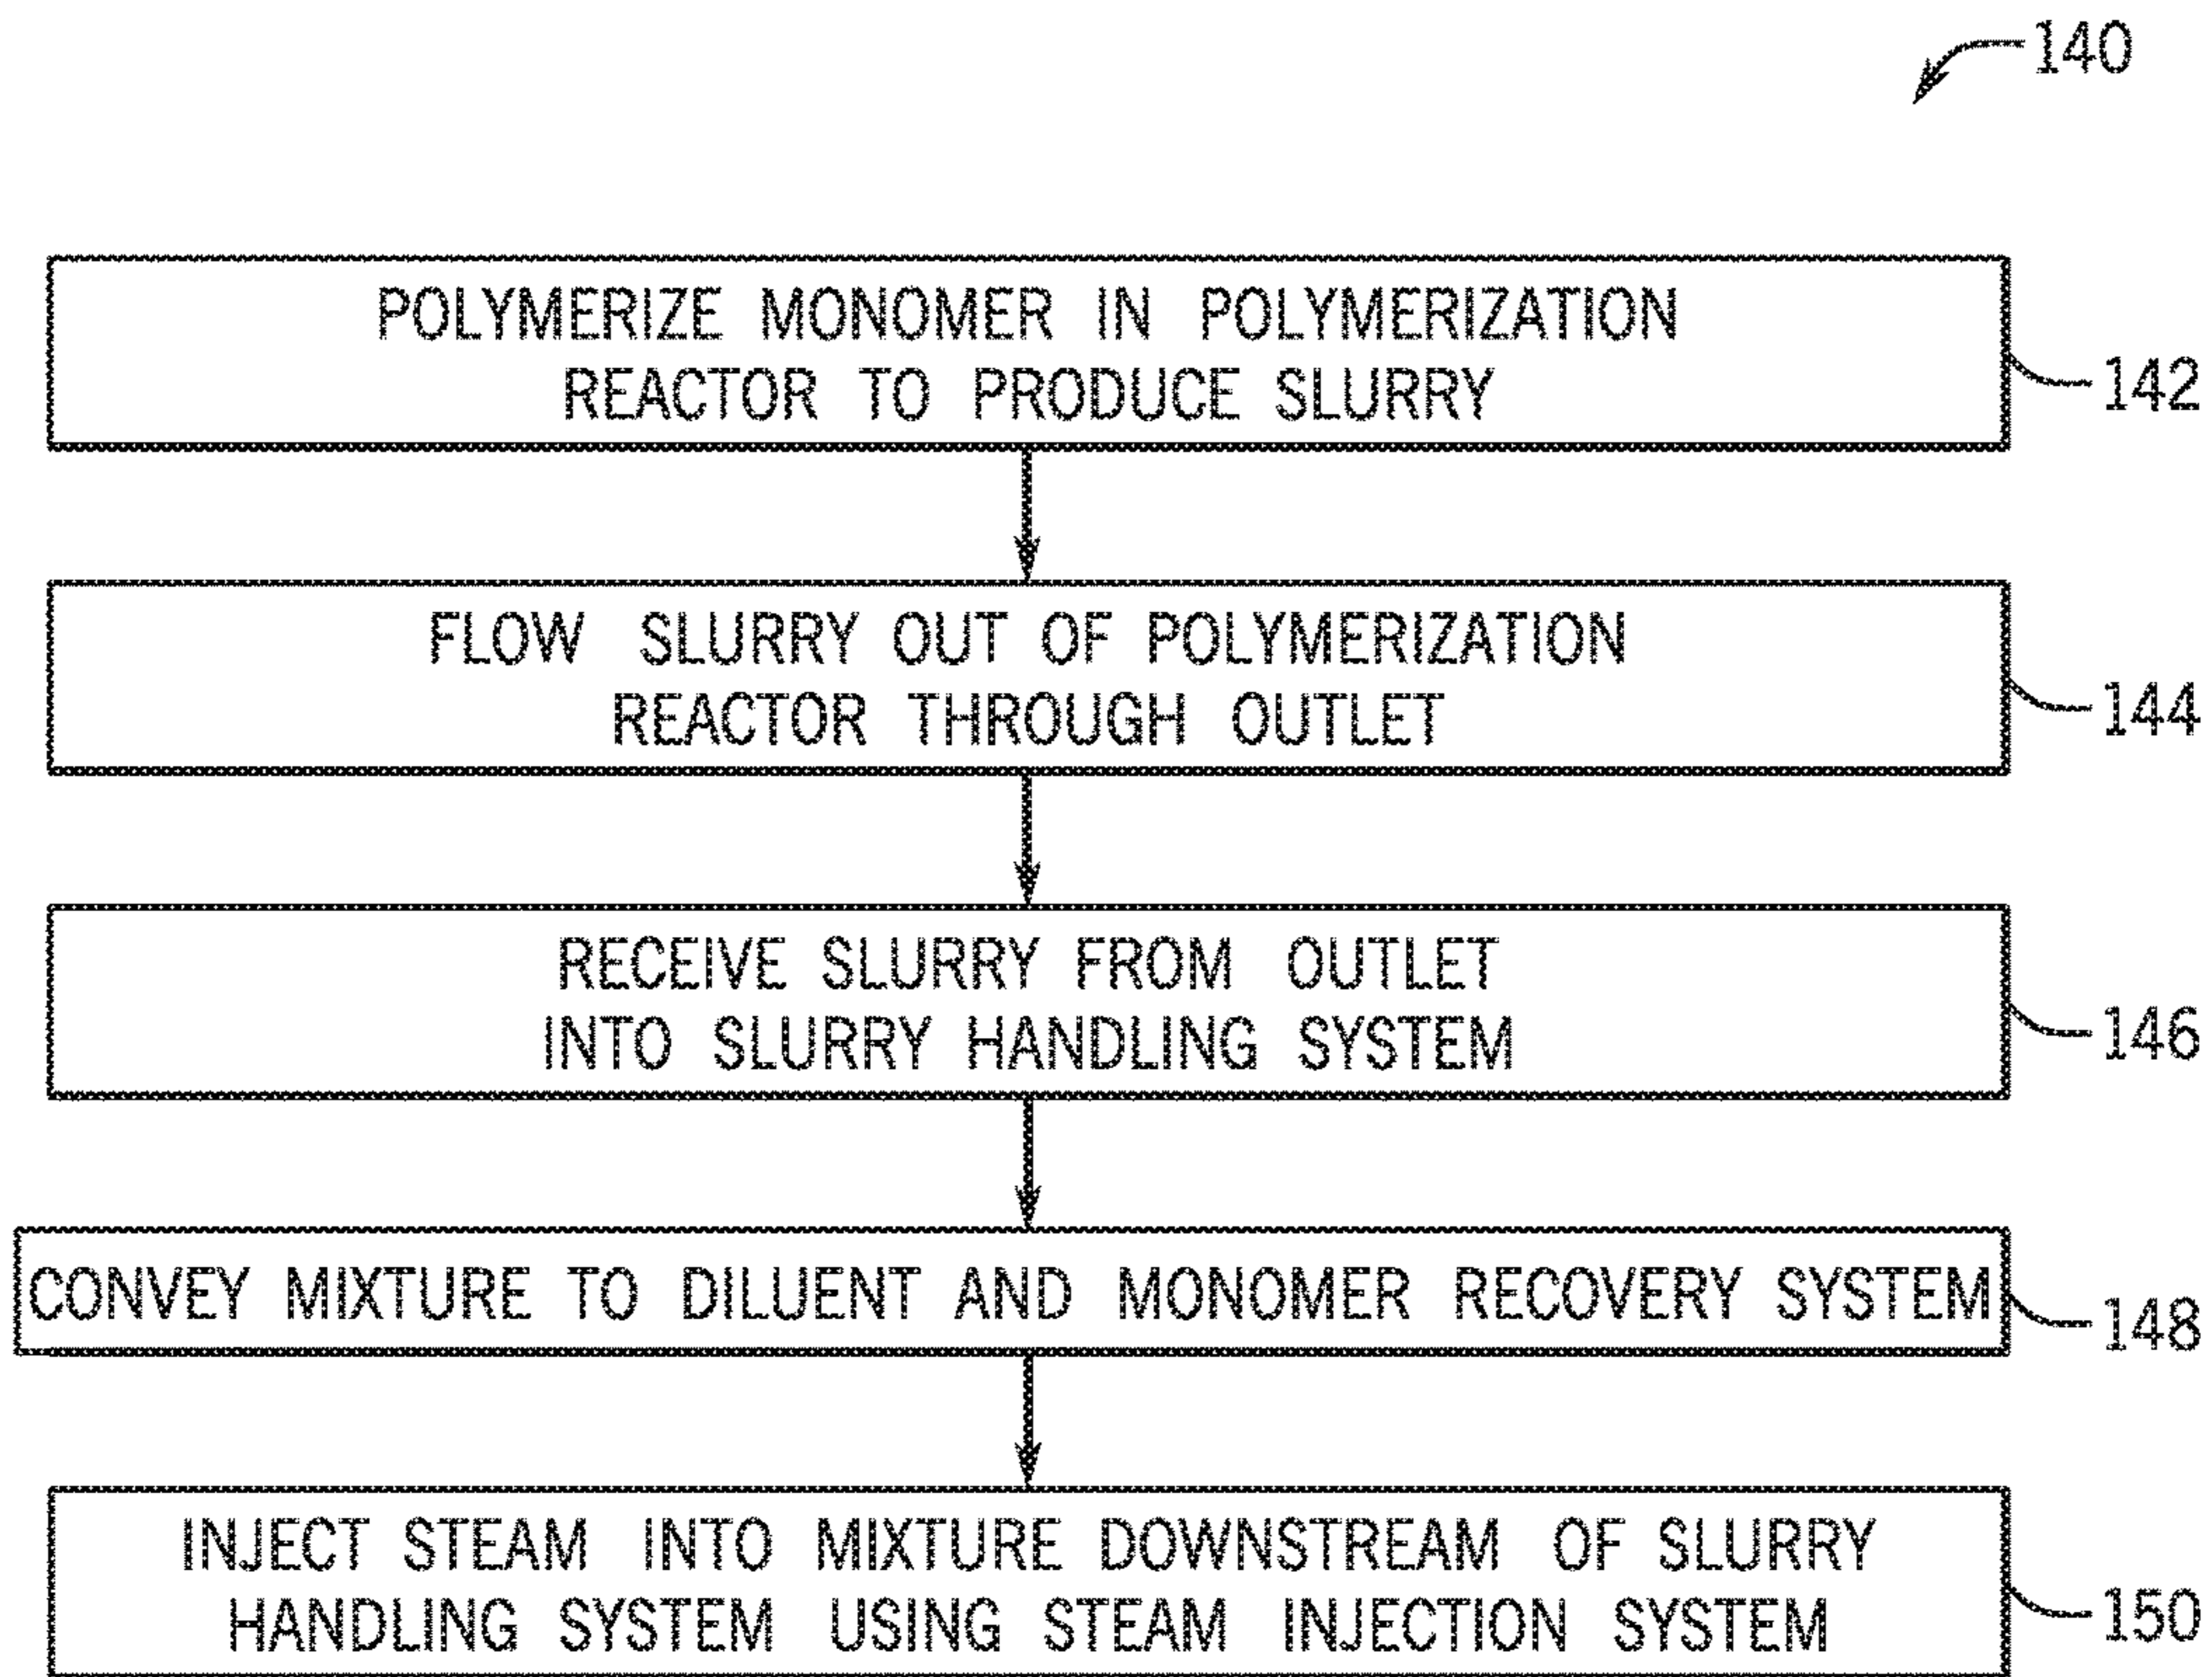 140
POLYMERIZE MONOMER IN POLYMERIZATION
REACTOR TO PRODUCE SLURRY
142
FLOW SLURRY OUT OF POLYMERIZATION
REACTOR THROUGH OUTLET
144
RECEIVE SLURRY FROM OUTLET
INTO SLURRY HANDLING SYSTEM
146
CONVEY MIXTURE TO DILUENT AND MONOMER RECOVERY SYSTEM
148
INJECT STEAM INTO MIXTURE DOWNSTREAM OF SLURRY
HANDLING SYSTEM USING STEAM INJECTION SYSTEM
150